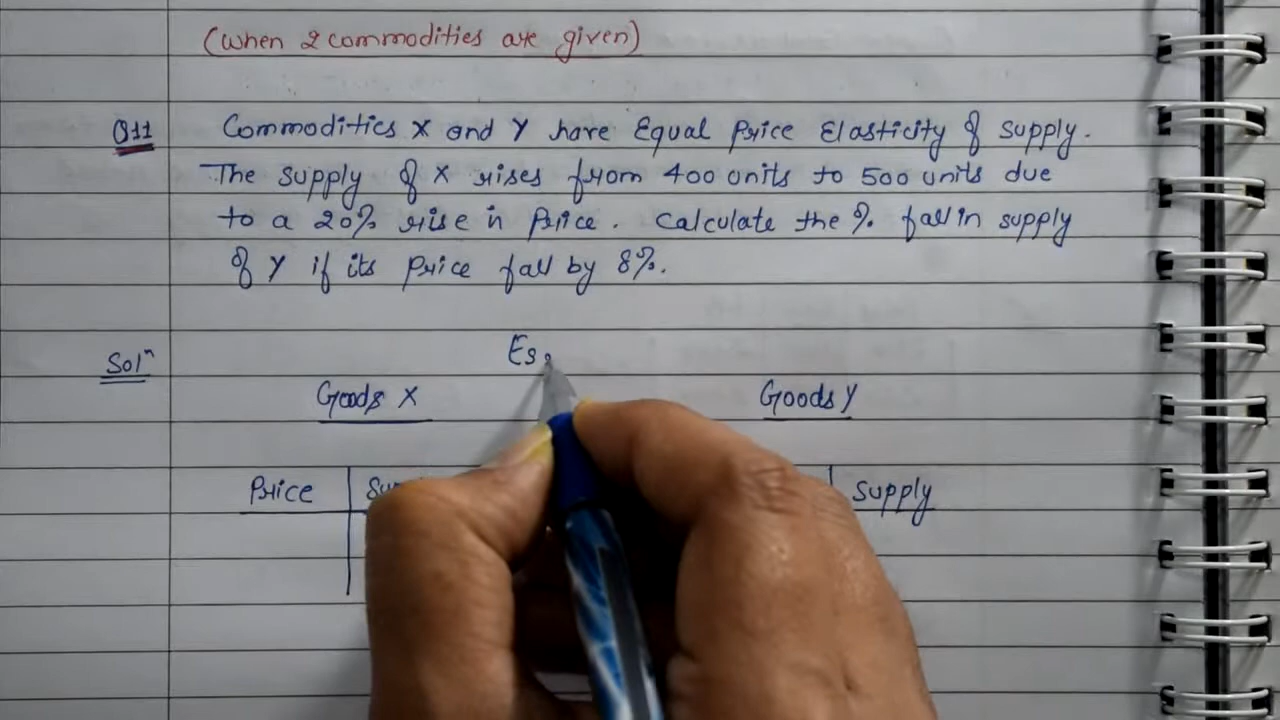 (When 2 commodities are given)
Q11 Commodities X and Y have Equal Price Elasticity of supply.
The supply of X rises from 400 units to 500 units due
to a 20% rise in Price. Calculate the % fall in supply
of Y if its Price fall by 8%.
Solⁿ
Es
Goods X Goods Y
Price Supply